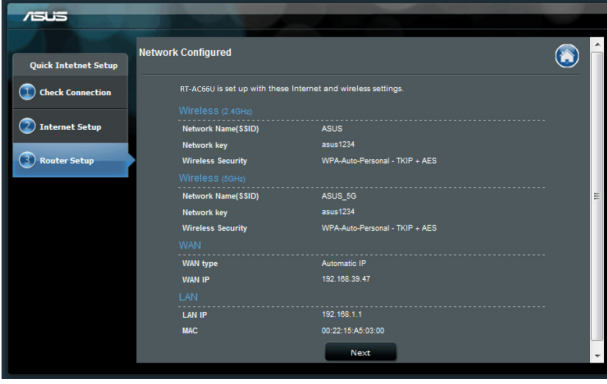 ASUS
Quick Intetnet Setup
1 Check Connection
2 Internet Setup
3 Router Setup
Network Configured
RT-AC66U is set up with these Internet and wireless settings.
Wireless (2.4GHz)
Network Name(SSID) ASUS
Network key asus1234
Wireless Security WPA-Auto-Personal - TKIP + AES
Wireless (5GHz)
Network Name(SSID) ASUS_5G
Network key asus1234
Wireless Security WPA-Auto-Personal - TKIP + AES
WAN
WAN type Automatic IP
WAN IP 192.168.39.47
LAN
LAN IP 192.168.1.1
MAC 00:22:15:A5:03:00
Next